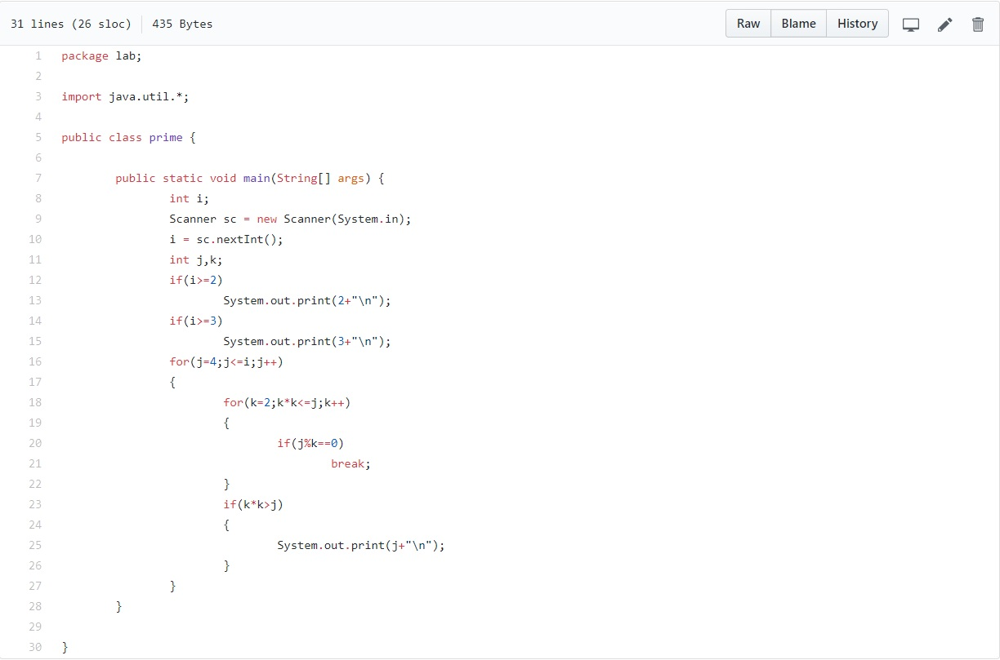 31 lines (26 sloc) 435 Bytes Raw Blame History
1 package lab;
2
3 import java.util.*;
4
5 public class prime {
6
7 public static void main(String[] args) {
8 int i;
9 Scanner sc = new Scanner(System.in);
10 i = sc.nextInt();
11 int j,k;
12 if(i>=2)
13 System.out.print(2+"\n");
14 if(i>=3)
15 System.out.print(3+"\n");
16 for(j=4;j<=i;j++)
17 {
18 for(k=2;k*k<=j;k++)
19 {
20 if(j%k==0)
21 break;
22 }
23 if(k*k>j)
24 {
25 System.out.print(j+"\n");
26 }
27 }
28 }
29
30 }